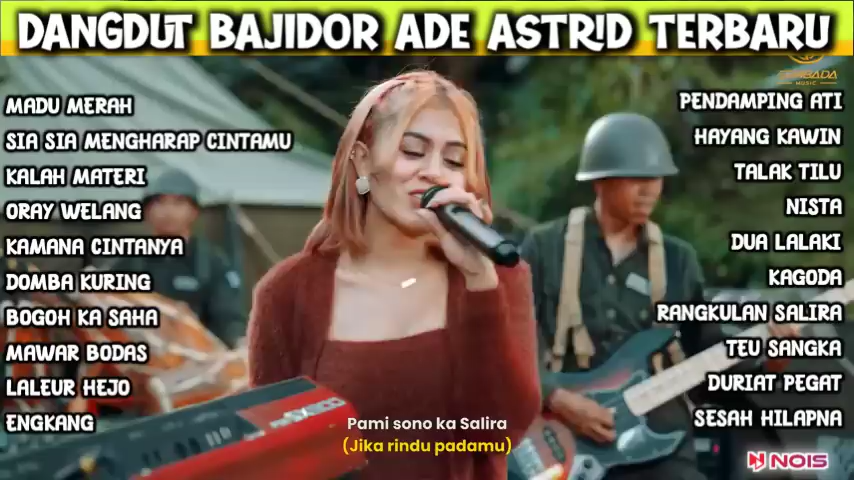 DANGDUT BAJIDOR ADE ASTRID TERBARU
MADU MERAH
SIA SIA MENGHARAP CINTAMU
KALAH MATERI
ORAY WELANG
KAMANA CINTANYA
DOMBA KURING
BOGOH KA SAHA
MAWAR BODAS
LALEUR HEJO
ENGKANG
MUSIC
PENDAMPING ATI
HAYANG KAWIN
TALAK TILU
NISTA
DUA LALAKI
KAGODA
RANGKULAN SALIRA
TEU SANGKA
DURIAT PEGAT
SESAH HILAPNA
Pami sono ka Salira
(Jika rindu padamu)
NOIS